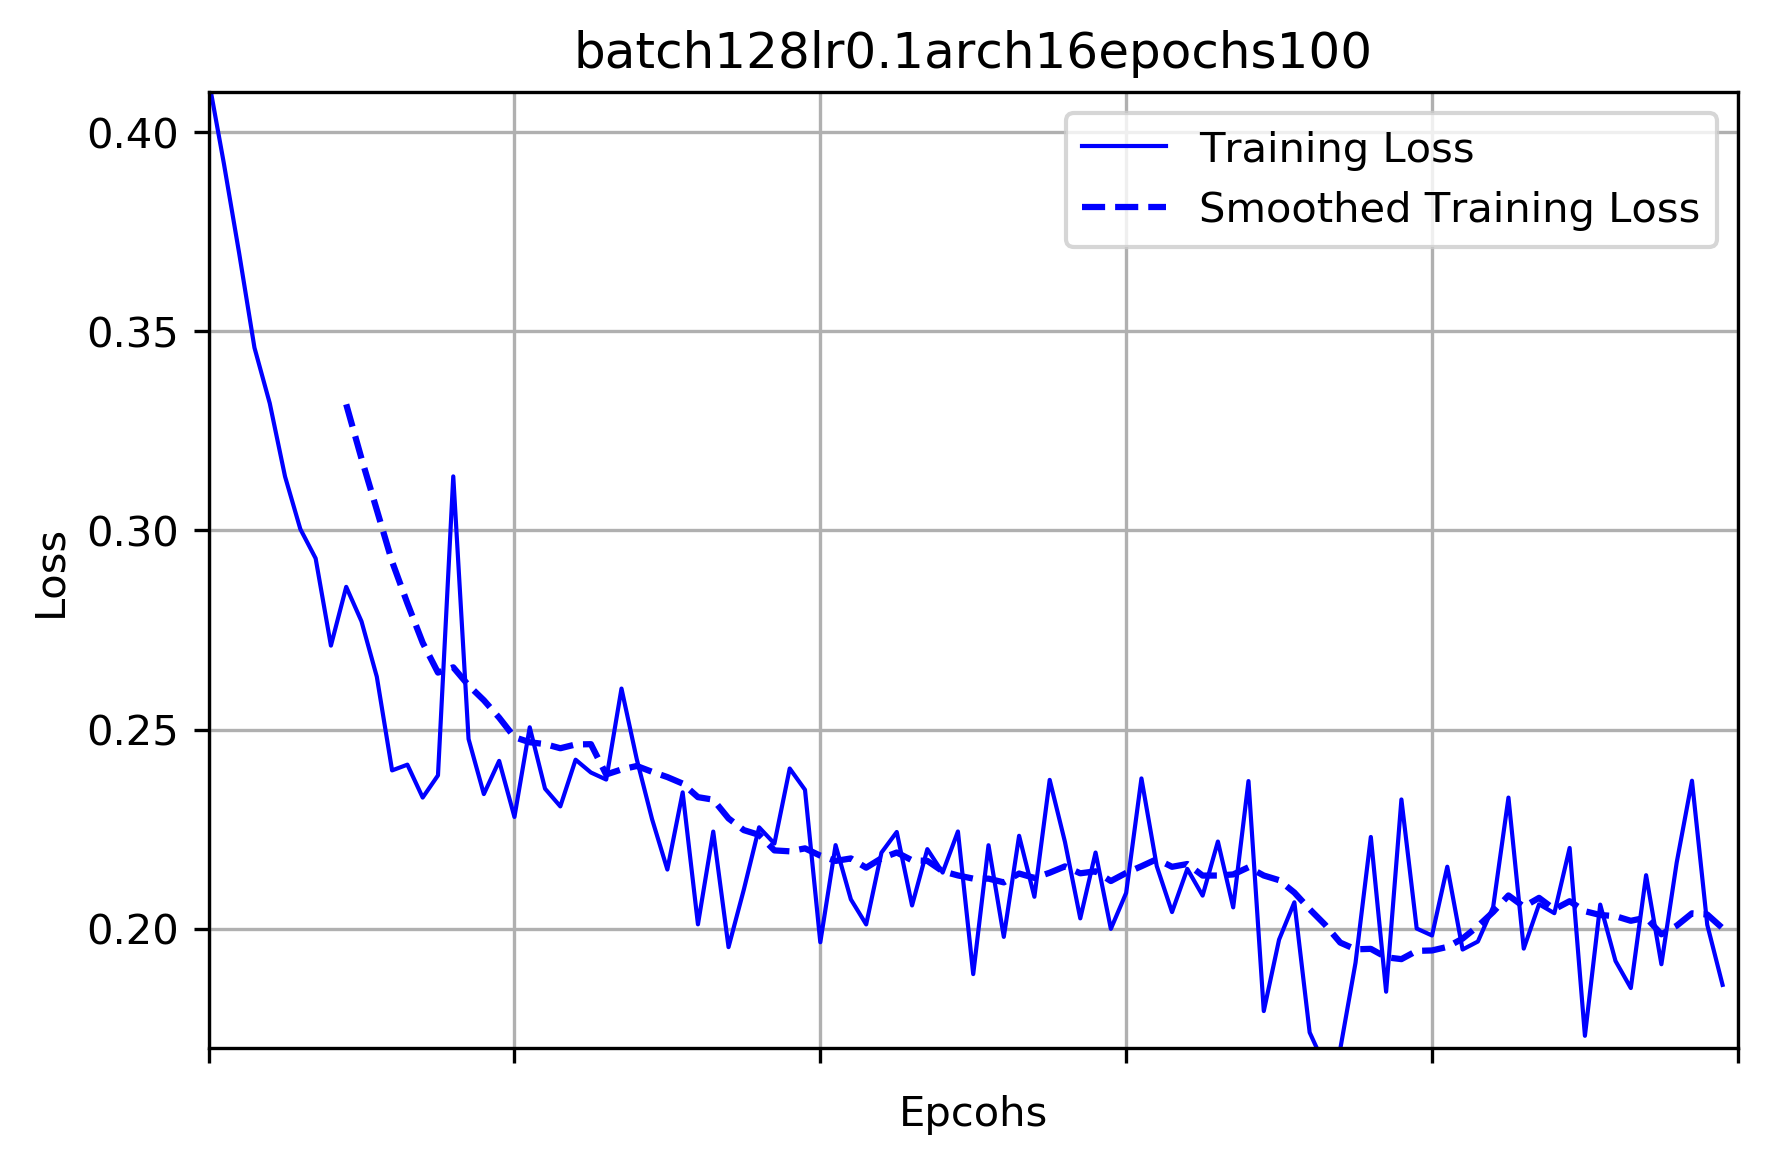 batch128lr0.1arch16epochs100
Training Loss
Smoothed Training Loss
0.40
0.35
0.30
0.25
0.20
Loss
Epcohs